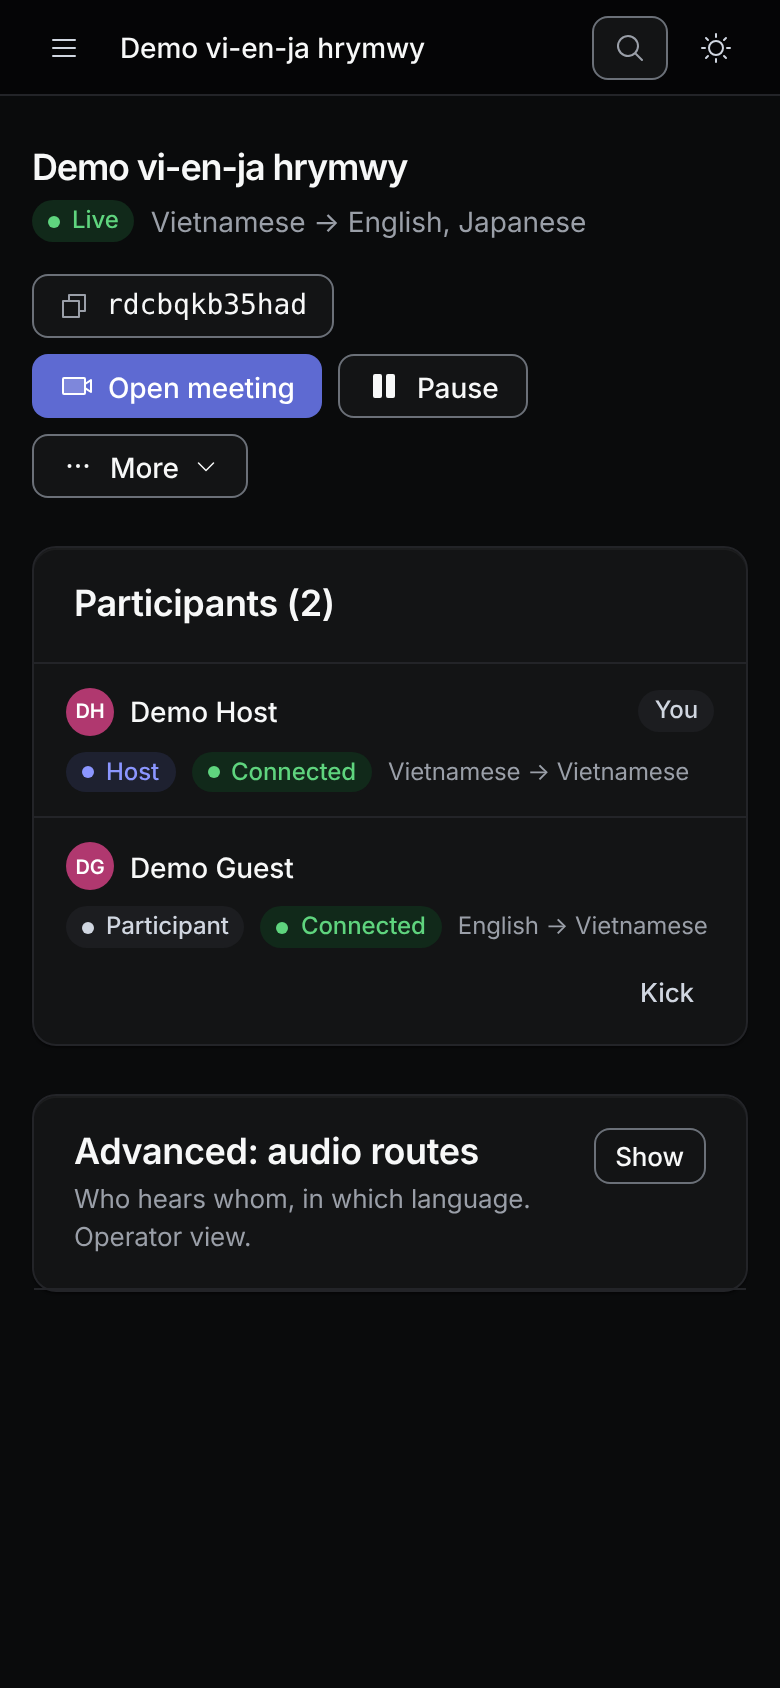 Demo vi-en-ja hrymwy
Demo vi-en-ja hrymwy
Live Vietnamese → English, Japanese
rdcbqkb35had
Open meeting Pause
··· More
Participants (2)
DH Demo Host You
Host Connected Vietnamese → Vietnamese
DG Demo Guest
Participant Connected English → Vietnamese
Kick
Advanced: audio routes Show
Who hears whom, in which language.
Operator view.